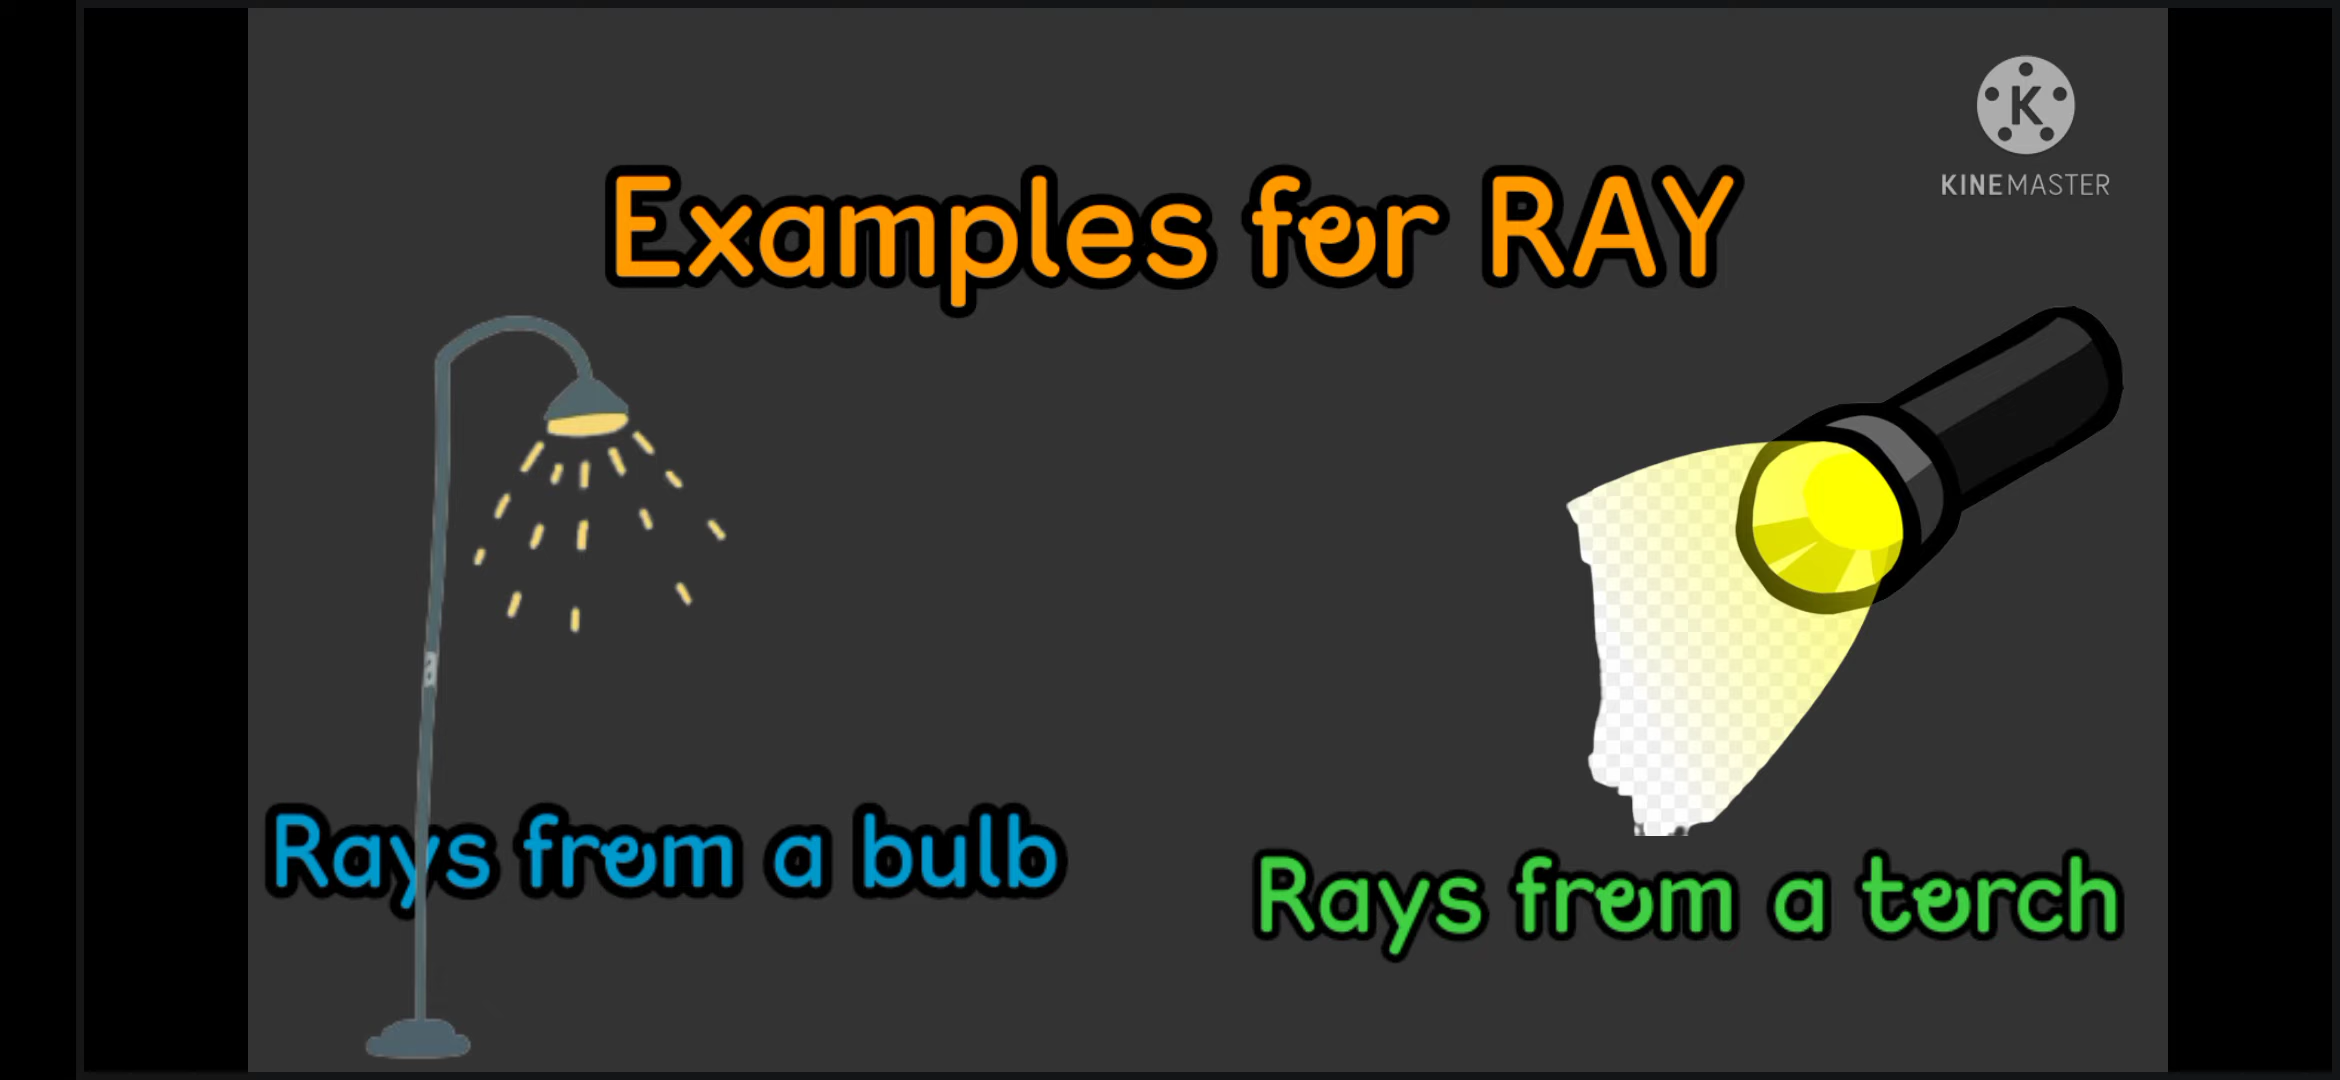 K
KINEMASTER
Examples for RAY
Rays from a bulb
Rays from a torch